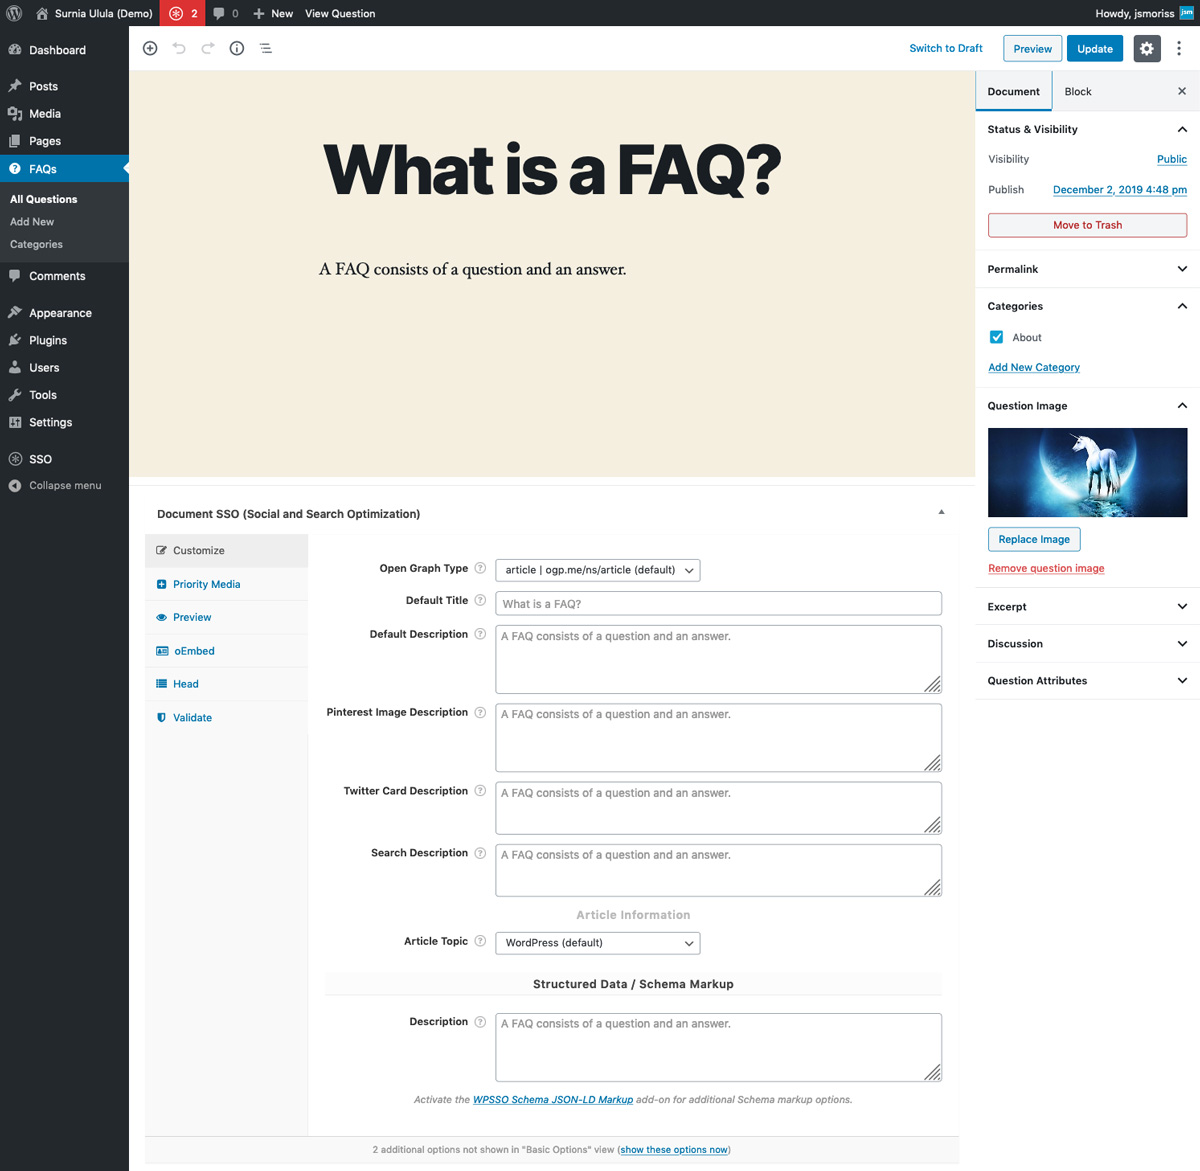 Surnia Ulula (Demo) 2 0 New View Question Howdy, jsmoriss jsm
Dashboard
Posts
Media
Pages
FAQs
All Questions
Add New
Categories
Comments
Appearance
Plugins
Users
Tools
Settings
SSO
Collapse menu
Switch to Draft Preview Update
What is a FAQ?
A FAQ consists of a question and an answer.
Document Block
Status & Visibility
Visibility Public
Publish December 2, 2019 4:48 pm
Move to Trash
Permalink
Categories
About
Add New Category
Question Image
Replace Image
Remove question image
Excerpt
Discussion
Question Attributes
Document SSO (Social and Search Optimization)
Customize
Priority Media
Preview
oEmbed
Head
Validate
Open Graph Type ? article | ogp.me/ns/article (default)
Default Title ? What is a FAQ?
Default Description ? A FAQ consists of a question and an answer.
Pinterest Image Description ? A FAQ consists of a question and an answer.
Twitter Card Description ? A FAQ consists of a question and an answer.
Search Description ? A FAQ consists of a question and an answer.
Article Information
Article Topic ? WordPress (default)
Structured Data / Schema Markup
Description ? A FAQ consists of a question and an answer.
Activate the WPSSO Schema JSON-LD Markup add-on for additional Schema markup options.
2 additional options not shown in "Basic Options" view (show these options now)